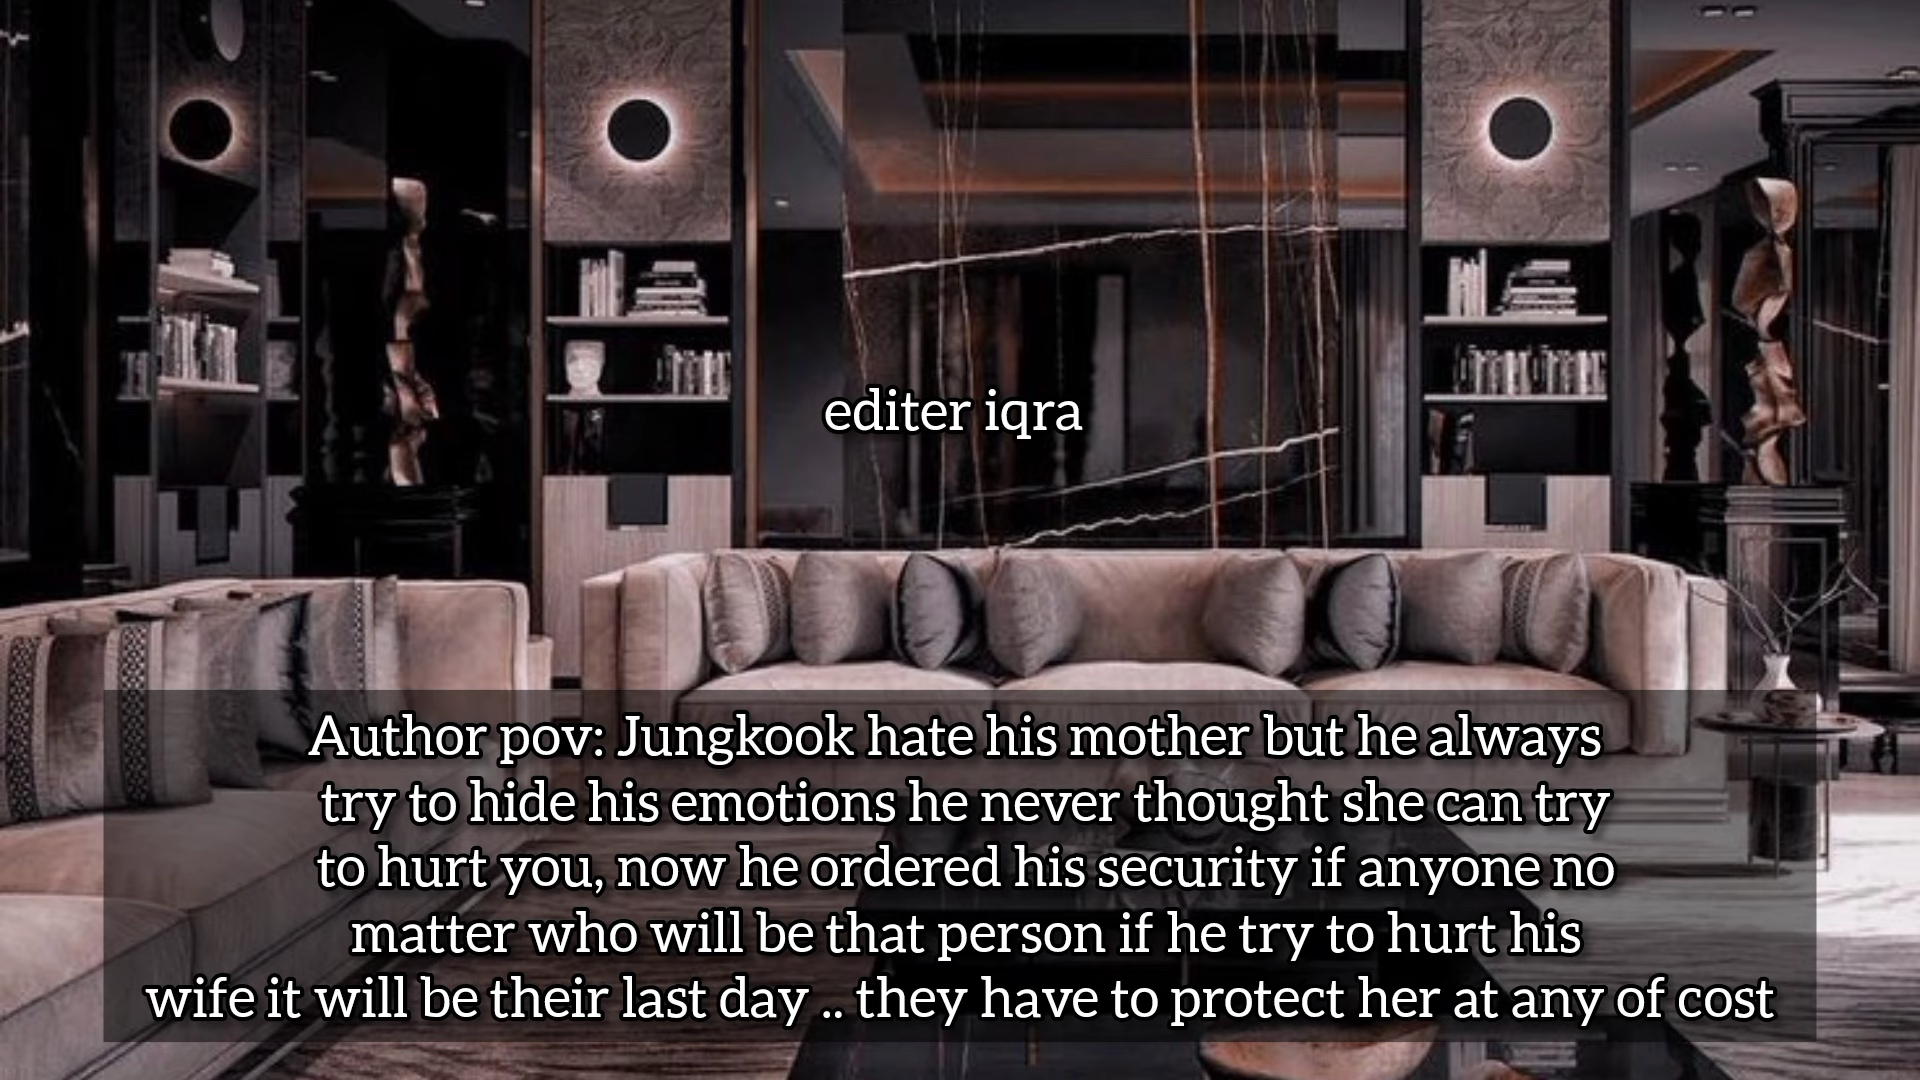 editer iqra
Author pov: Jungkook hate his mother but he always
try to hide his emotions he never thought she can try
to hurt you, now he ordered his security if anyone no
matter who will be that person if he try to hurt his
wife it will be their last day .. they have to protect her at any of cost